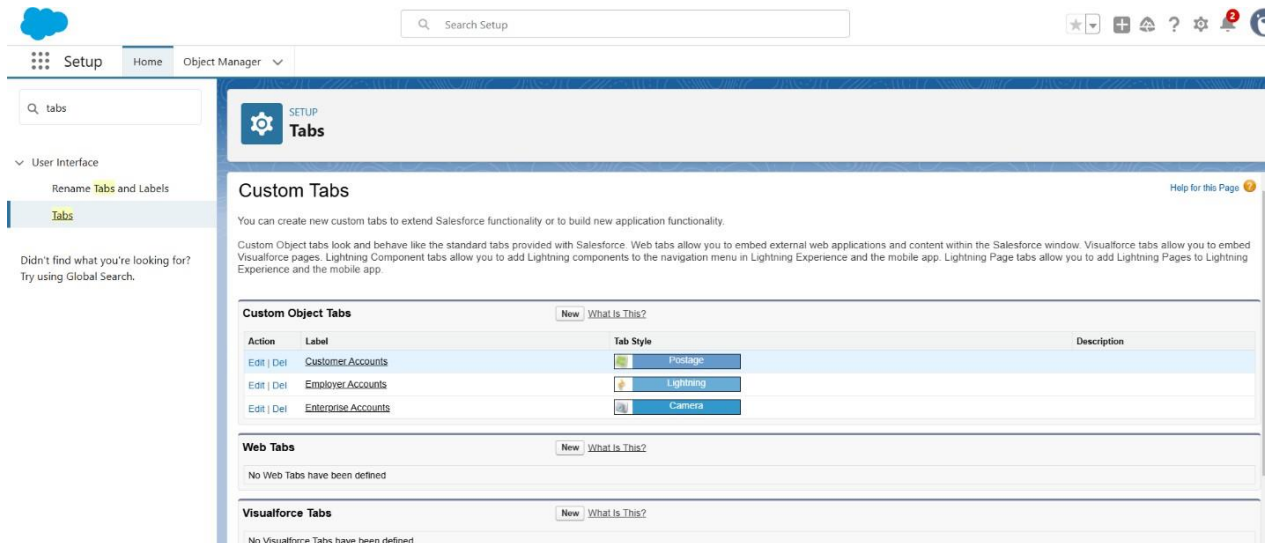 Search Setup
2
Setup
Home
Object Manager
tabs
User Interface
Rename Tabs and Labels
Tabs
Didn't find what you're looking for?
Try using Global Search.
SETUP
Tabs
Custom Tabs
Help for this Page ?
You can create new custom tabs to extend Salesforce functionality or to build new application functionality.
Custom Object tabs look and behave like the standard tabs provided with Salesforce. Web tabs allow you to embed external web applications and content within the Salesforce window. Visualforce tabs allow you to embed
Visualforce pages. Lightning Component tabs allow you to add Lightning components to the navigation menu in Lightning Experience and the mobile app. Lightning Page tabs allow you to add Lightning Pages to Lightning
Experience and the mobile app.
Custom Object Tabs New What Is This?
Action Label Tab Style Description
Edit | Del Customer Accounts Postage
Edit | Del Employer Accounts Lightning
Edit | Del Enterprise Accounts Camera
Web Tabs New What Is This?
No Web Tabs have been defined
Visualforce Tabs New What Is This?
No Visualforce Tabs have been defined